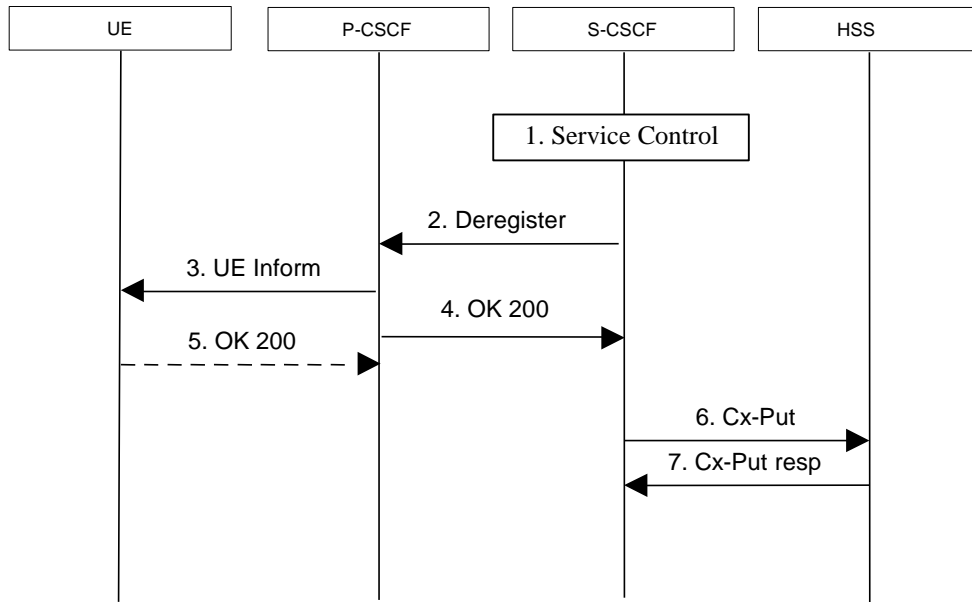 UE
P-CSCF
S-CSCF
HSS
1. Service Control
2. Deregister
3. UE Inform
4. OK 200
5. OK 200
6. Cx-Put
7. Cx-Put resp